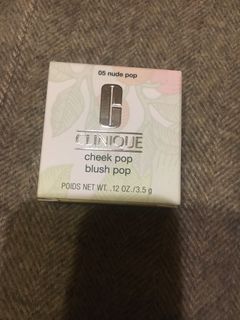 05 nude pop
C
CLINIQUE
cheek pop
blush pop
POIDS NET WT. .12 OZ./3.5 g